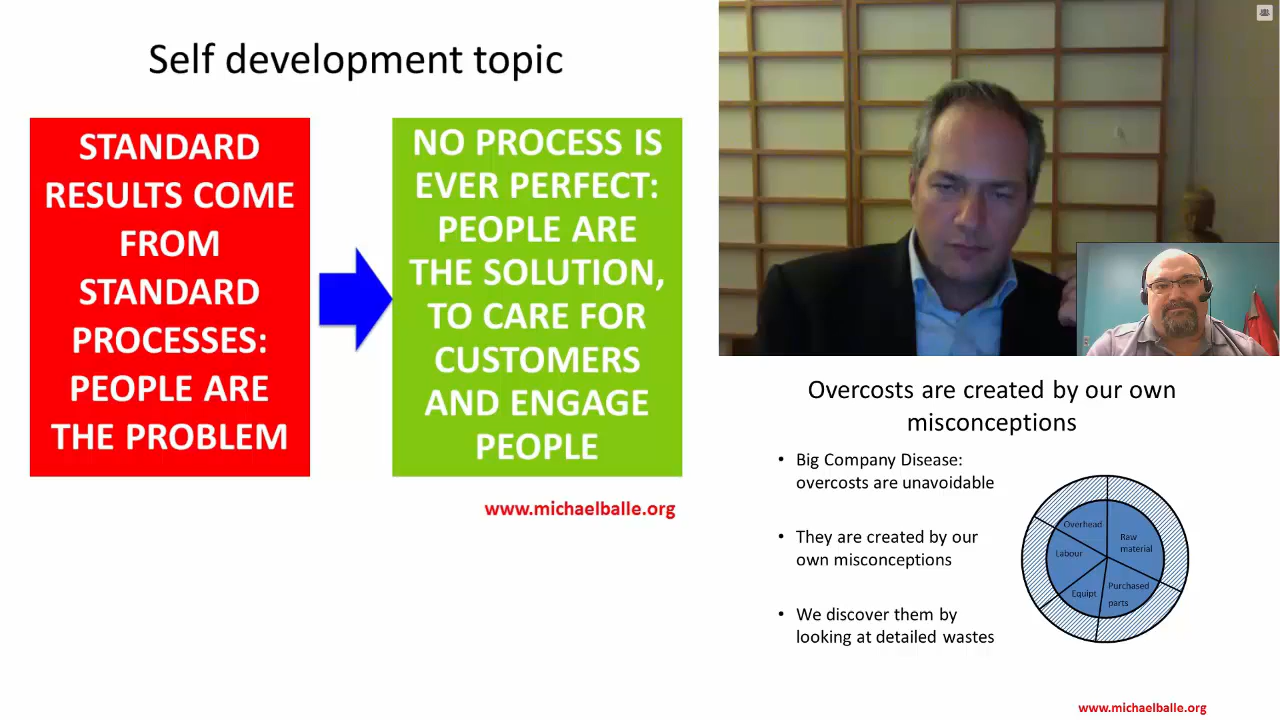 Self development topic
STANDARD
RESULTS COME
FROM
STANDARD
PROCESSES:
PEOPLE ARE
THE PROBLEM
NO PROCESS IS
EVER PERFECT:
PEOPLE ARE
THE SOLUTION,
TO CARE FOR
CUSTOMERS
AND ENGAGE
PEOPLE
www.michaelballe.org
Overcosts are created by our own
misconceptions
• Big Company Disease:
overcosts are unavoidable
• They are created by our
own misconceptions
• We discover them by
looking at detailed wastes
Overhead
Raw
material
Labour
Equipt
Purchased
parts
www.michaelballe.org